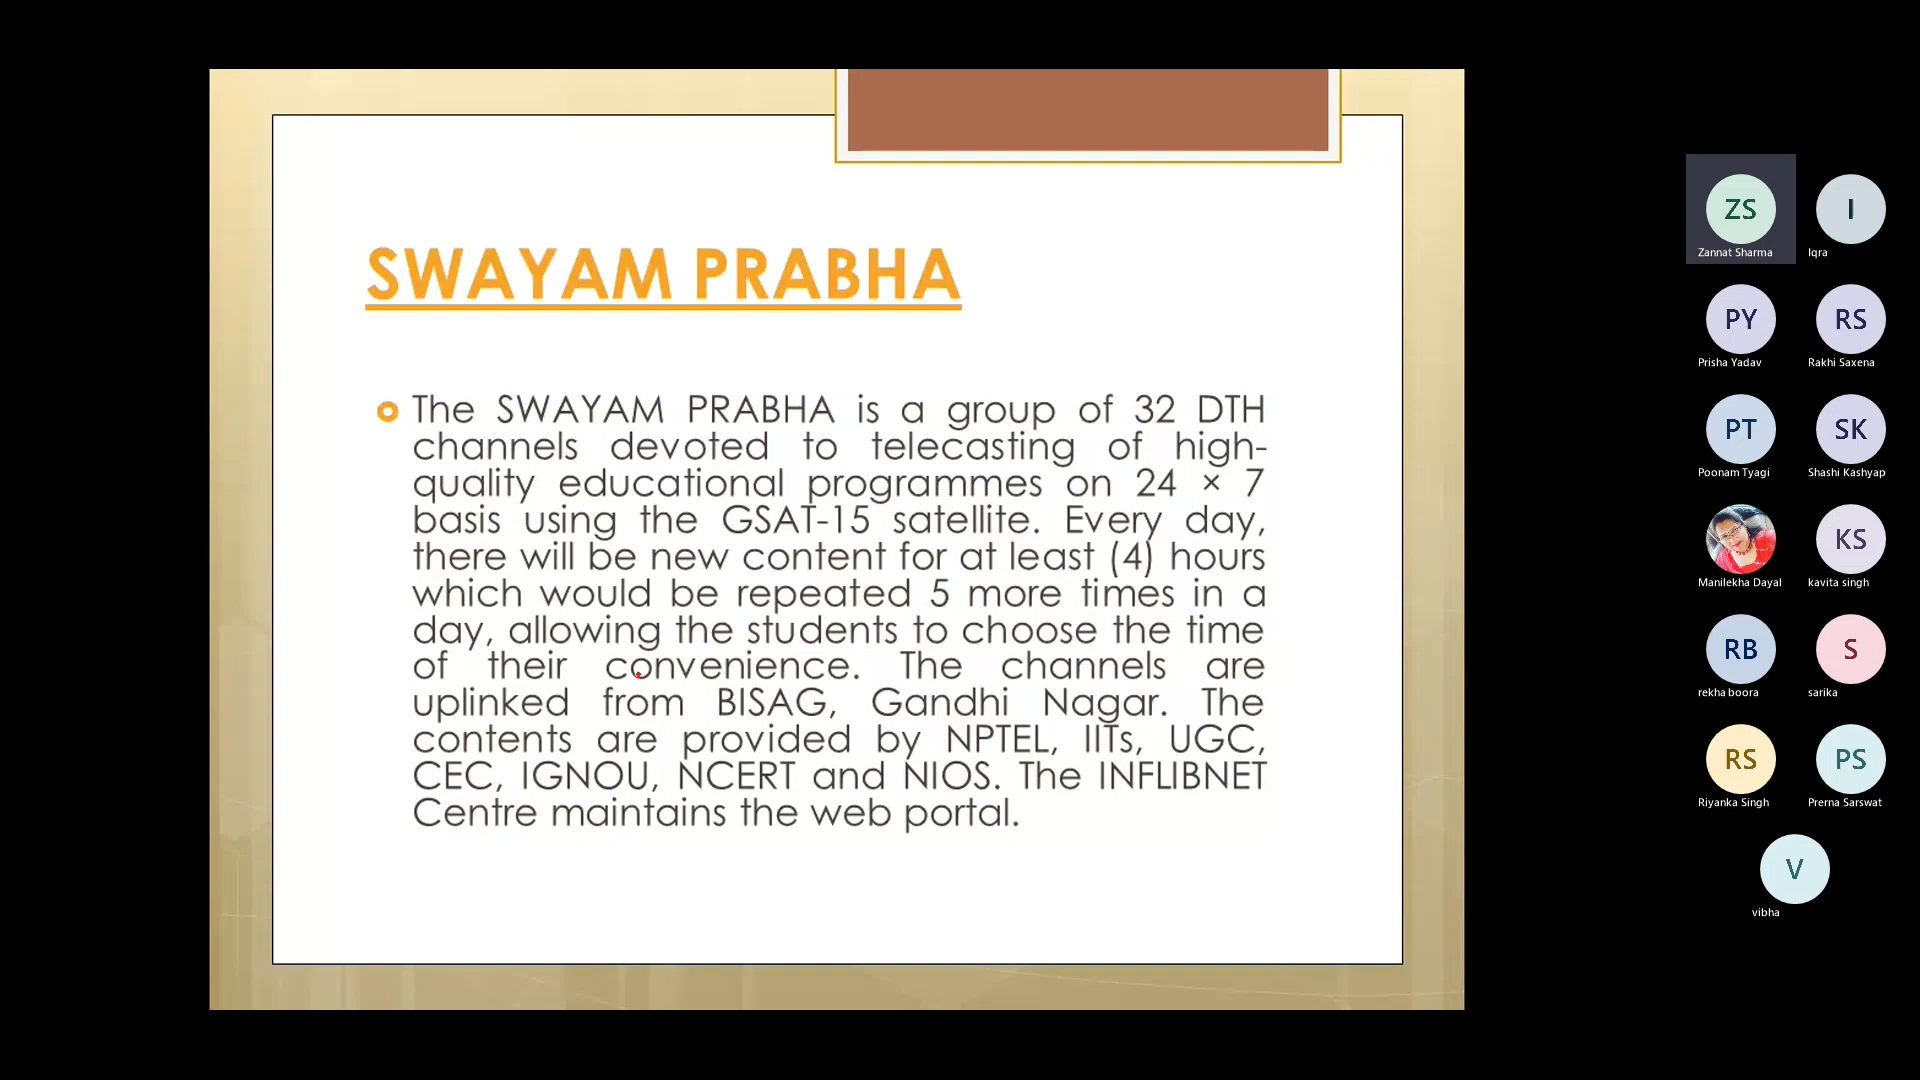 SWAYAM PRABHA
The SWAYAM PRABHA is a group of 32 DTH
channels devoted to telecasting of high-
quality educational programmes on 24 × 7
basis using the GSAT-15 satellite. Every day,
there will be new content for at least (4) hours
which would be repeated 5 more times in a
day, allowing the students to choose the time
of their convenience. The channels are
uplinked from BISAG, Gandhi Nagar. The
contents are provided by NPTEL, IITs, UGC,
CEC, IGNOU, NCERT and NIOS. The INFLIBNET
Centre maintains the web portal.
ZS
Zannat Sharma
I
Iqra
PY
Prisha Yadav
RS
Rakhi Saxena
PT
Poonam Tyagi
SK
Shashi Kashyap
Manilekha Dayal
KS
kavita singh
RB
rekha boora
S
sarika
RS
Riyanka Singh
PS
Prerna Sarswat
V
vibha